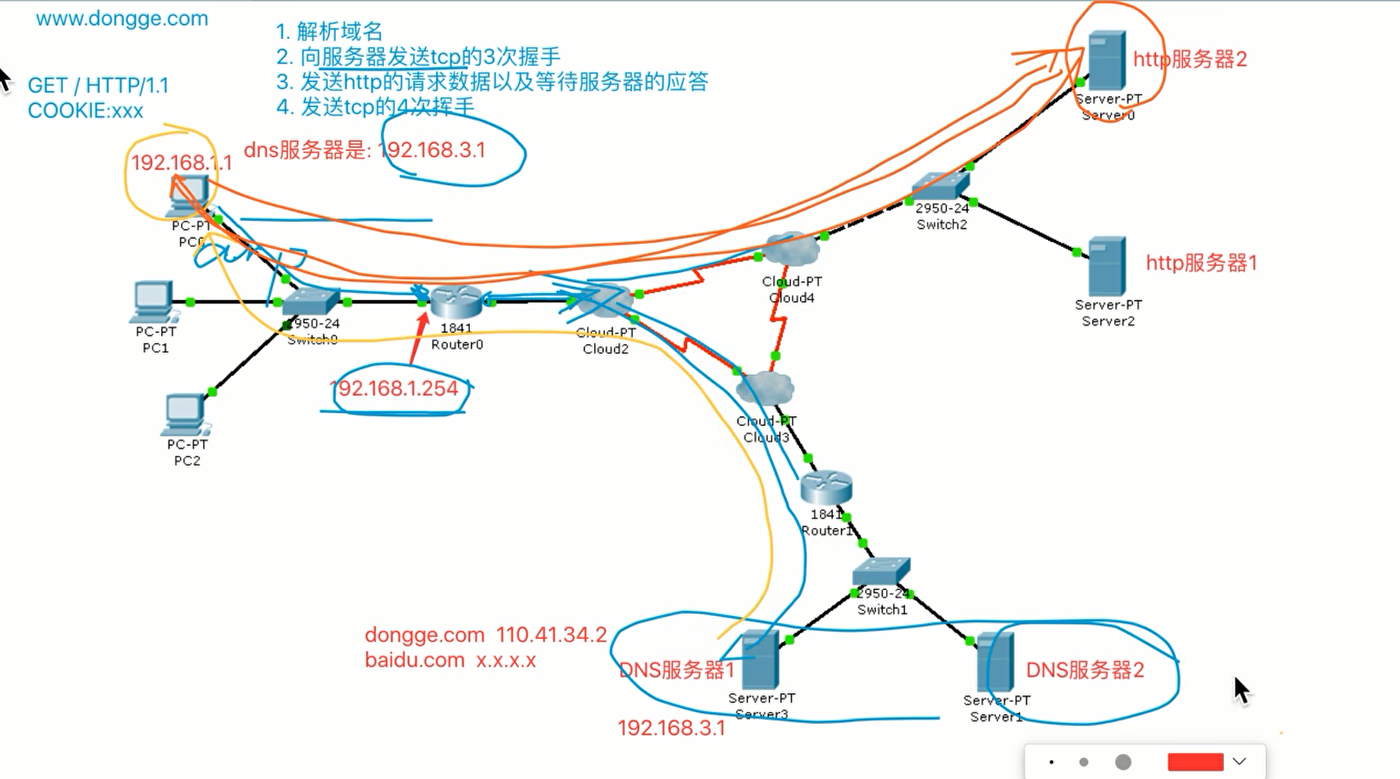 www.dongge.com
1. 解析域名
2. 向服务器发送tcp的3次握手
3. 发送http的请求数据以及等待服务器的应答
4. 发送tcp的4次挥手
GET / HTTP/1.1
COOKIE:xxx
dns服务器是: 192.168.3.1
192.168.1.1
PC-PT
PC0
arp
PC-PT
PC1
PC-PT
PC2
2950-24
Switch0
1841
Router0
192.168.1.254
Cloud-PT
Cloud2
Cloud-PT
Cloud4
Cloud-PT
Cloud3
http服务器2
Server-PT
Server0
2950-24
Switch2
http服务器1
Server-PT
Server2
1841
Router1
2950-24
Switch1
dongge.com 110.41.34.2
baidu.com x.x.x.x
DNS服务器1
Server-PT
Server3
192.168.3.1
DNS服务器2
Server-PT
Server1